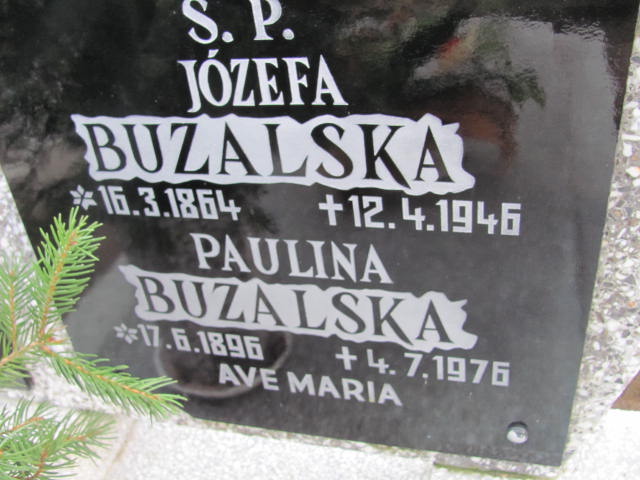 Ś. P.
JÓZEFA
BUZALSKA
* 16.3.1864 + 12.4.1946
PAULINA
BUZALSKA
* 17.6.1896 + 4.7.1976
AVE MARIA